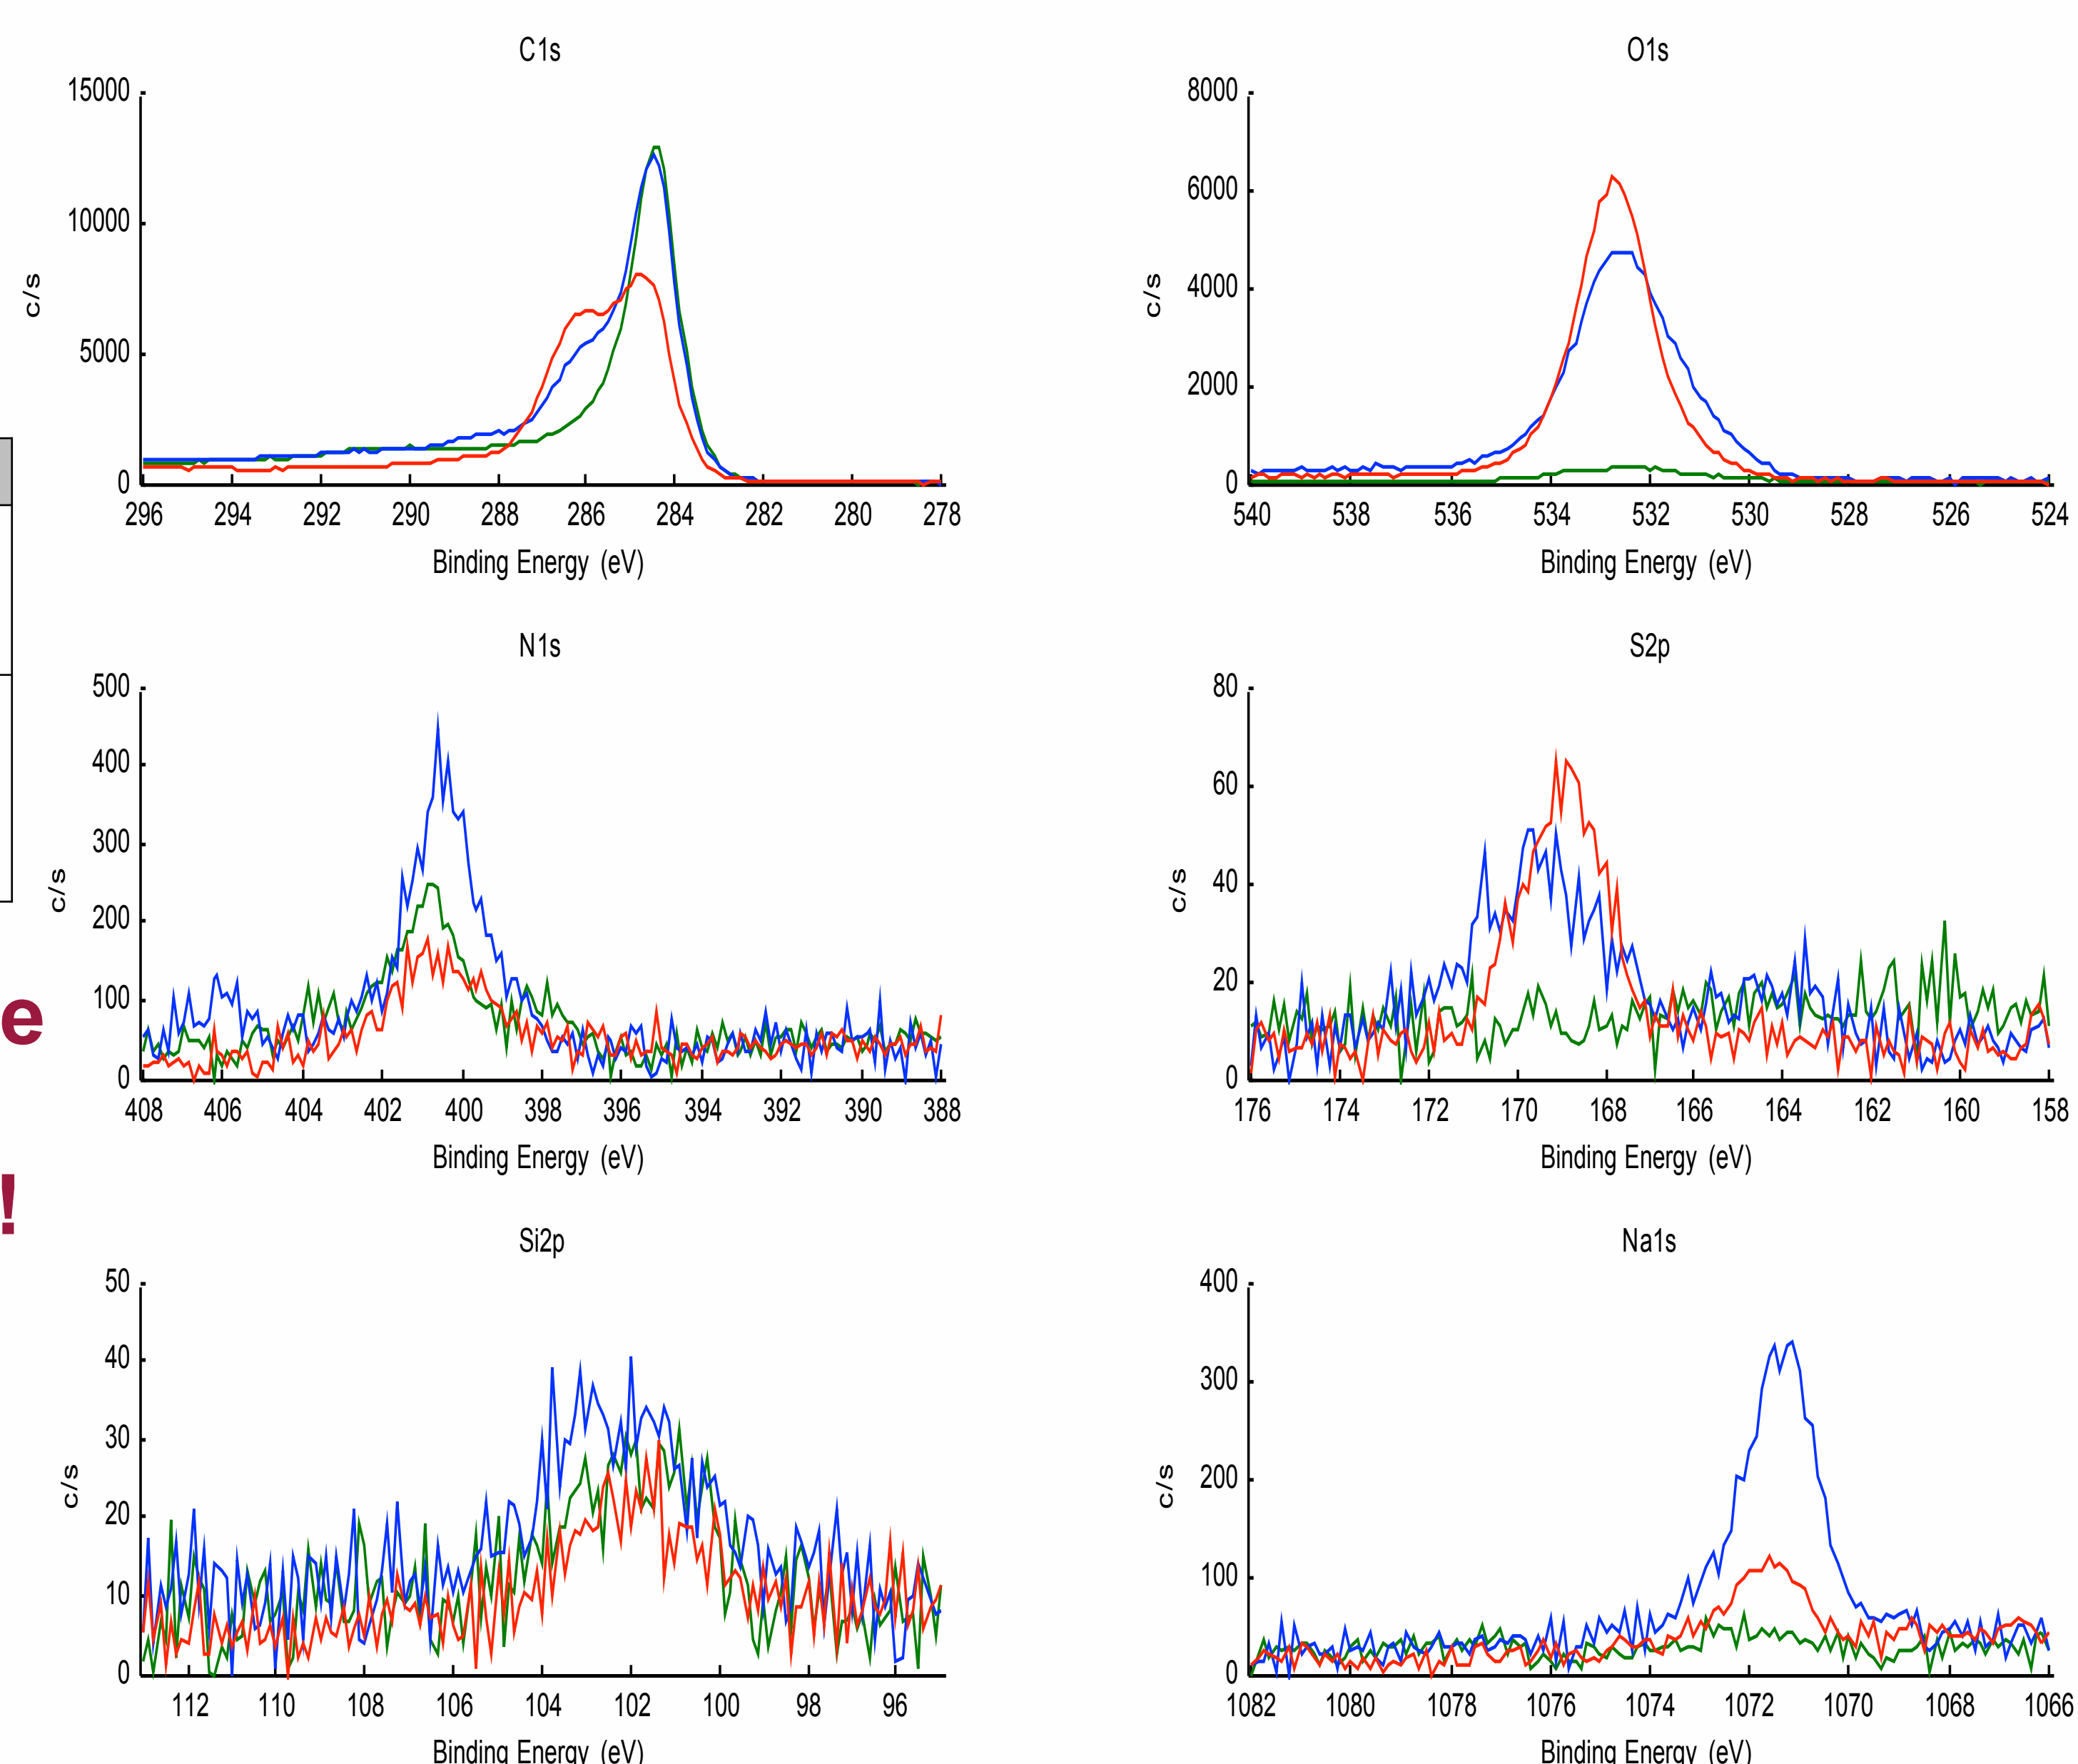 C1s
15000
10000
5000
0
c/s
296 294 292 290 288 286 284 282 280 278
Binding Energy (eV)
O1s
8000
6000
4000
2000
0
c/s
540 538 536 534 532 530 528 526 524
Binding Energy (eV)
N1s
500
400
300
200
100
0
c/s
408 406 404 402 400 398 396 394 392 390 388
Binding Energy (eV)
S2p
80
60
40
20
0
c/s
176 174 172 170 168 166 164 162 160 158
Binding Energy (eV)
e
!
Si2p
50
40
30
20
10
0
c/s
112 110 108 106 104 102 100 98 96
Binding Energy (eV)
Na1s
400
300
200
100
0
c/s
1082 1080 1078 1076 1074 1072 1070 1068 1066
Binding Energy (eV)